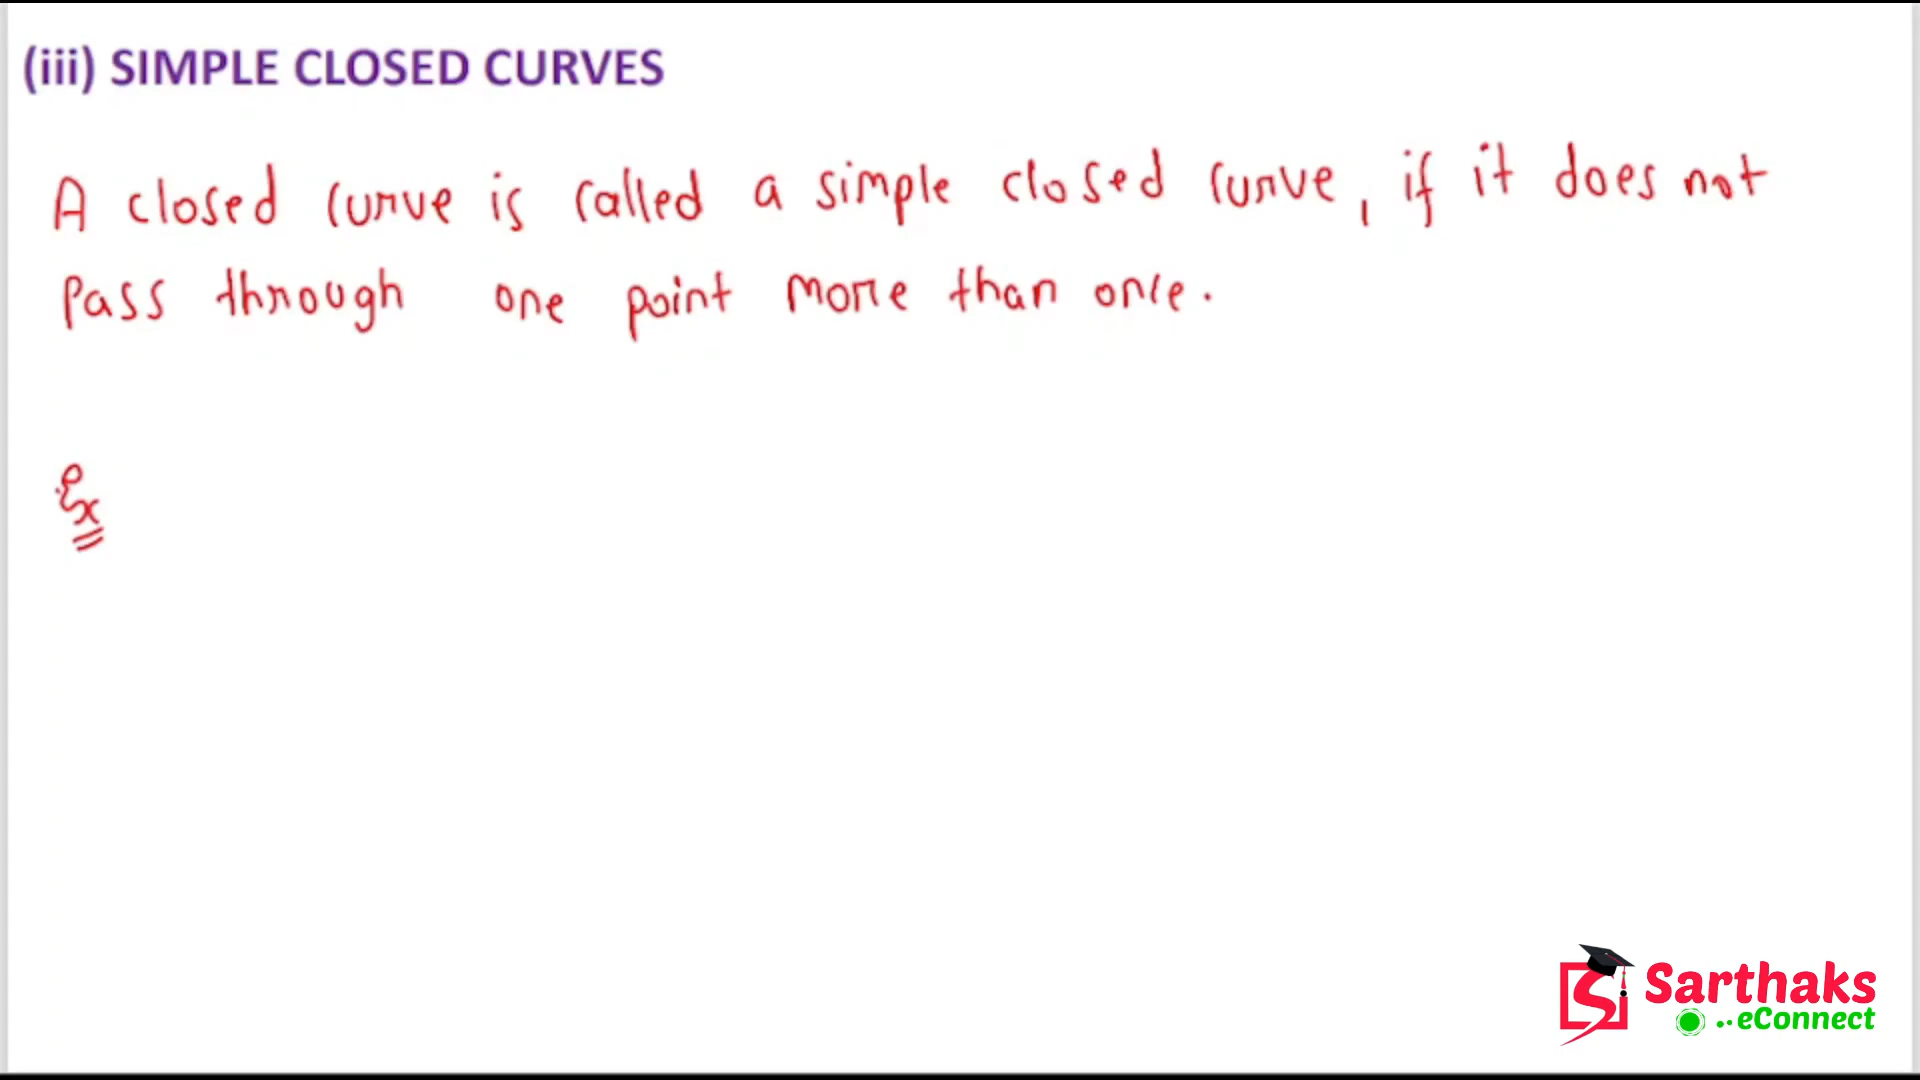 (iii) SIMPLE CLOSED CURVES
A closed curve is called a simple closed curve, if it does not
pass through one point more than once.
Ex
Sarthaks
eConnect